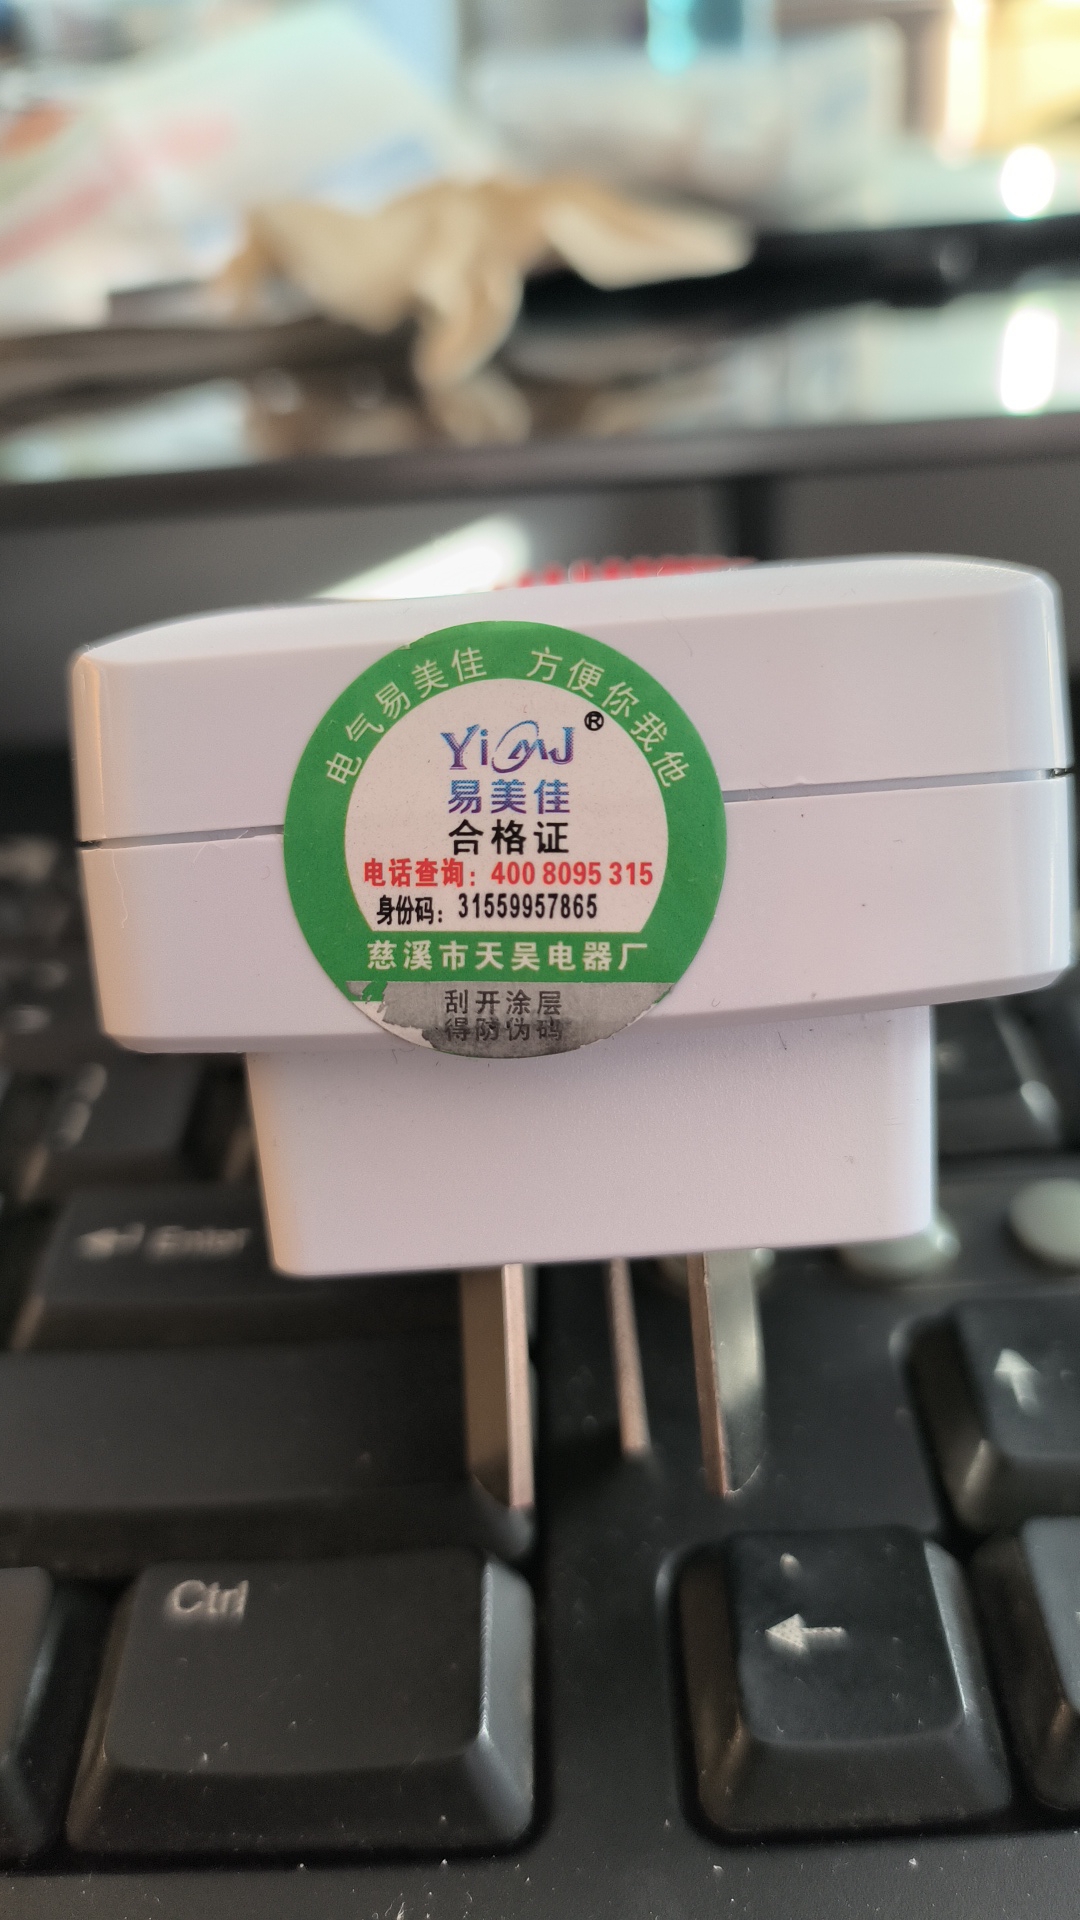 电气易美佳 方便你我他
YiMJ®
易美佳
合格证
电话查询：400 8095 315
身份码：31559957865
慈溪市天吴电器厂
刮开涂层
得防伪码
Enter
Ctrl